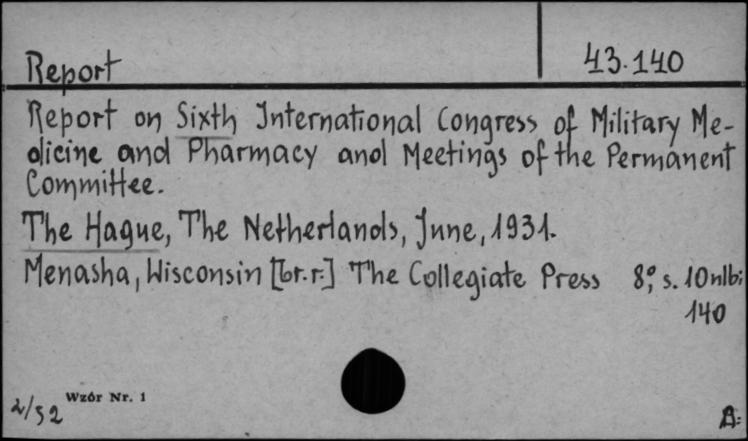 Report 43.140
Report on Sixth International Congress of Military Me-
dicine and Pharmacy and Meetings of the Permanent
Committee.
The Hague, The Netherlands, June, 1931.
Menasha, Wisconsin [br.r.] The Collegiate Press 8°, s. 10nlb;
140
2/52 Wzór Nr. 1
A: